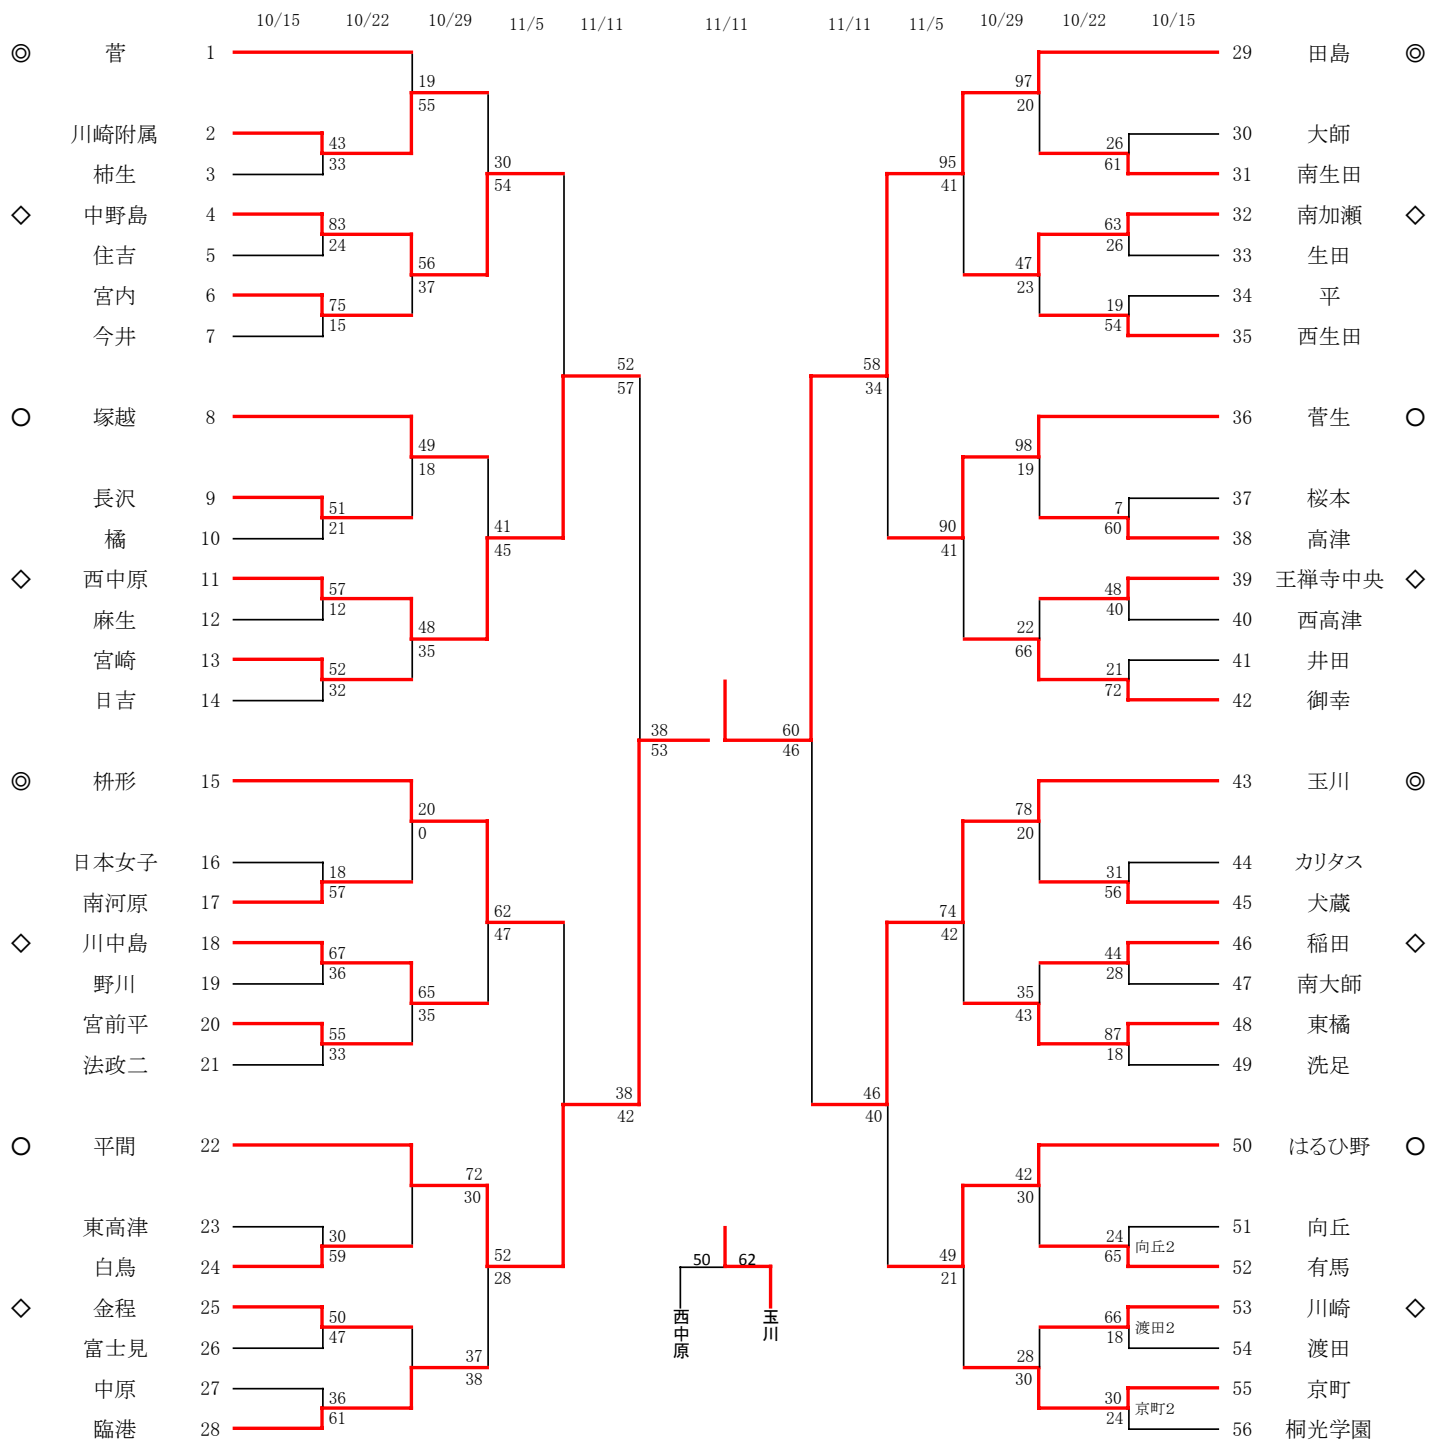 10/15 10/22 10/29 11/5 11/11 11/11 11/11 11/5 10/29 10/22 10/15
◎ 菅 1 29 田島 ◎
19 97
55 20
川崎附属 2 43 26 30 大師
柿生 3 33 30 95 61 31 南生田
54 41
◇ 中野島 4 83 63 32 南加瀬 ◇
住吉 5 24 26 33 生田
56 47
37 23
宮内 6 75 19 34 平
今井 7 15 54 35 西生田
52 58
57 34
○ 塚越 8 36 菅生 ○
49 98
18 19
長沢 9 51 7 37 桜本
橘 10 21 41 90 60 38 高津
45 41
◇ 西中原 11 57 48 39 王禅寺中央 ◇
麻生 12 12 40 40 西高津
48 22
35 66
宮崎 13 52 21 41 井田
日吉 14 32 72 42 御幸
38 60
53 46
◎ 枡形 15 43 玉川 ◎
20 78
0 20
日本女子 16 18 31 44 カリタス
南河原 17 57 62 74 56 45 犬蔵
47 42
◇ 川中島 18 67 44 46 稲田 ◇
野川 19 36 28 47 南大師
65 35
35 43
宮前平 20 55 87 48 東橘
法政二 21 33 18 49 洗足
38 46
42 40
○ 平間 22 50 はるひ野 ○
72 42
30 30
東高津 23 30 24 向丘2 51 向丘
白鳥 24 59 52 50 62 49 65 52 有馬
28 21
◇ 金程 25 50 66 渡田2 53 川崎 ◇
富士見 26 47 西中原 玉川 18 54 渡田
37 28
38 30
中原 27 36 30 京町2 55 京町
臨港 28 61 24 56 桐光学園